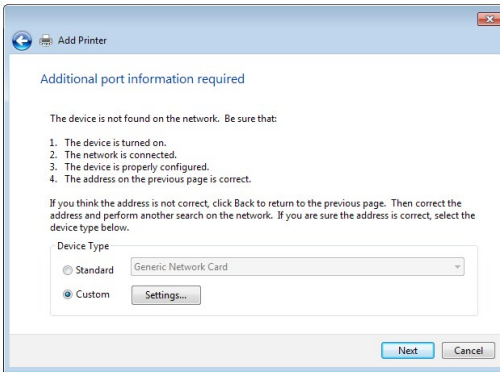 Add Printer
Additional port information required
The device is not found on the network. Be sure that:
1. The device is turned on.
2. The network is connected.
3. The device is properly configured.
4. The address on the previous page is correct.
If you think the address is not correct, click Back to return to the previous page. Then correct the
address and perform another search on the network. If you are sure the address is correct, select the
device type below.
Device Type
Standard Generic Network Card
Custom Settings...
Next Cancel